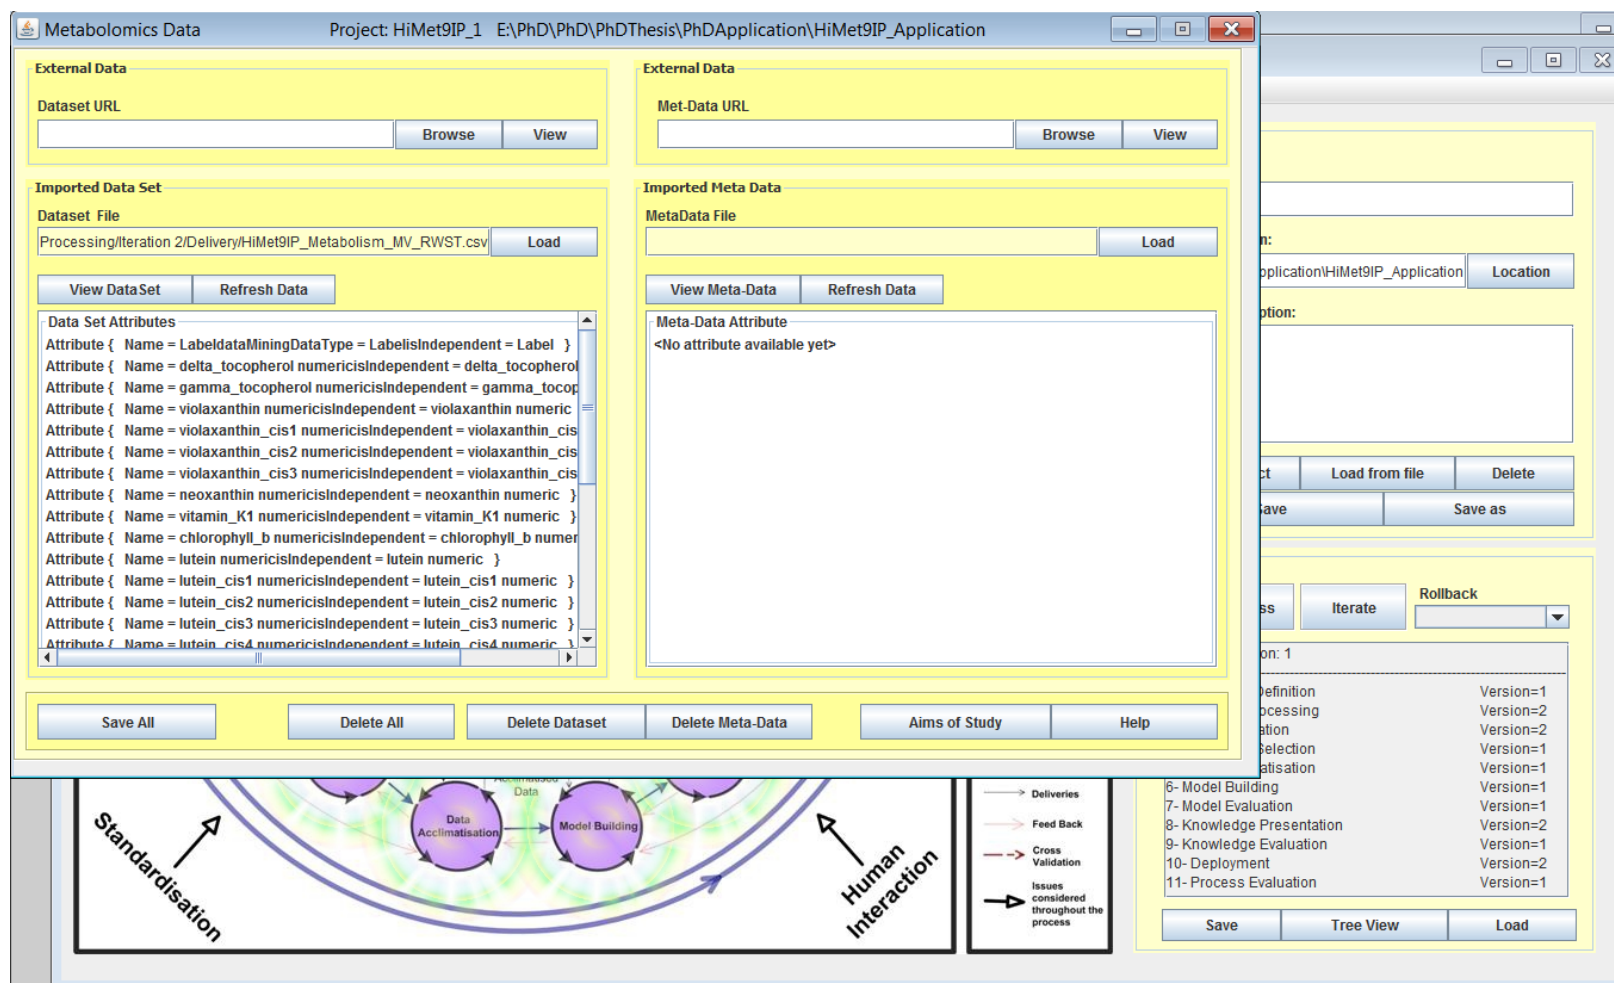 Metabolomics Data Project: HiMet9IP_1 E:\PhD\PhD\PhDThesis\PhDApplication\HiMet9IP_Application
External Data
Dataset URL
Browse View
External Data
Met-Data URL
Browse View
Imported Data Set
Dataset File
Processing/Iteration 2/Delivery/HiMet9IP_Metabolism_MV_RWST.csv Load
View DataSet Refresh Data
Data Set Attributes
Attribute { Name = LabeldataMiningDataType = LabelisIndependent = Label }
Attribute { Name = delta_tocopherol numericisIndependent = delta_tocopherol
Attribute { Name = gamma_tocopherol numericisIndependent = gamma_tocop
Attribute { Name = violaxanthin numericisIndependent = violaxanthin numeric
Attribute { Name = violaxanthin_cis1 numericisIndependent = violaxanthin_cis
Attribute { Name = violaxanthin_cis2 numericisIndependent = violaxanthin_cis
Attribute { Name = violaxanthin_cis3 numericisIndependent = violaxanthin_cis
Attribute { Name = neoxanthin numericisIndependent = neoxanthin numeric }
Attribute { Name = vitamin_K1 numericisIndependent = vitamin_K1 numeric }
Attribute { Name = chlorophyll_b numericisIndependent = chlorophyll_b numer
Attribute { Name = lutein numericisIndependent = lutein numeric }
Attribute { Name = lutein_cis1 numericisIndependent = lutein_cis1 numeric }
Attribute { Name = lutein_cis2 numericisIndependent = lutein_cis2 numeric }
Attribute { Name = lutein_cis3 numericisIndependent = lutein_cis3 numeric }
Attribute { Name = lutein_cis4 numericisIndependent = lutein_cis4 numeric }
Imported Meta Data
MetaData File
Load
View Meta-Data Refresh Data
Meta-Data Attribute
<No attribute available yet>
Save All Delete All Delete Dataset Delete Meta-Data Aims of Study Help
n:
pplication\HiMet9IP_Application Location
ption:
ct Load from file Delete
Save Save as
ss Iterate Rollback
on: 1
Definition Version=1
ocessing Version=2
ation Version=2
Selection Version=1
atisation Version=1
6- Model Building Version=1
7- Model Evaluation Version=1
8- Knowledge Presentation Version=2
9- Knowledge Evaluation Version=1
10- Deployment Version=2
11- Process Evaluation Version=1
Save Tree View Load
Standardisation
Acclimatised
Data
Data
Acclimatisation
Model Building
Human
Interaction
Deliveries
Feed Back
Cross
Validation
Issues
considered
throughout the
process